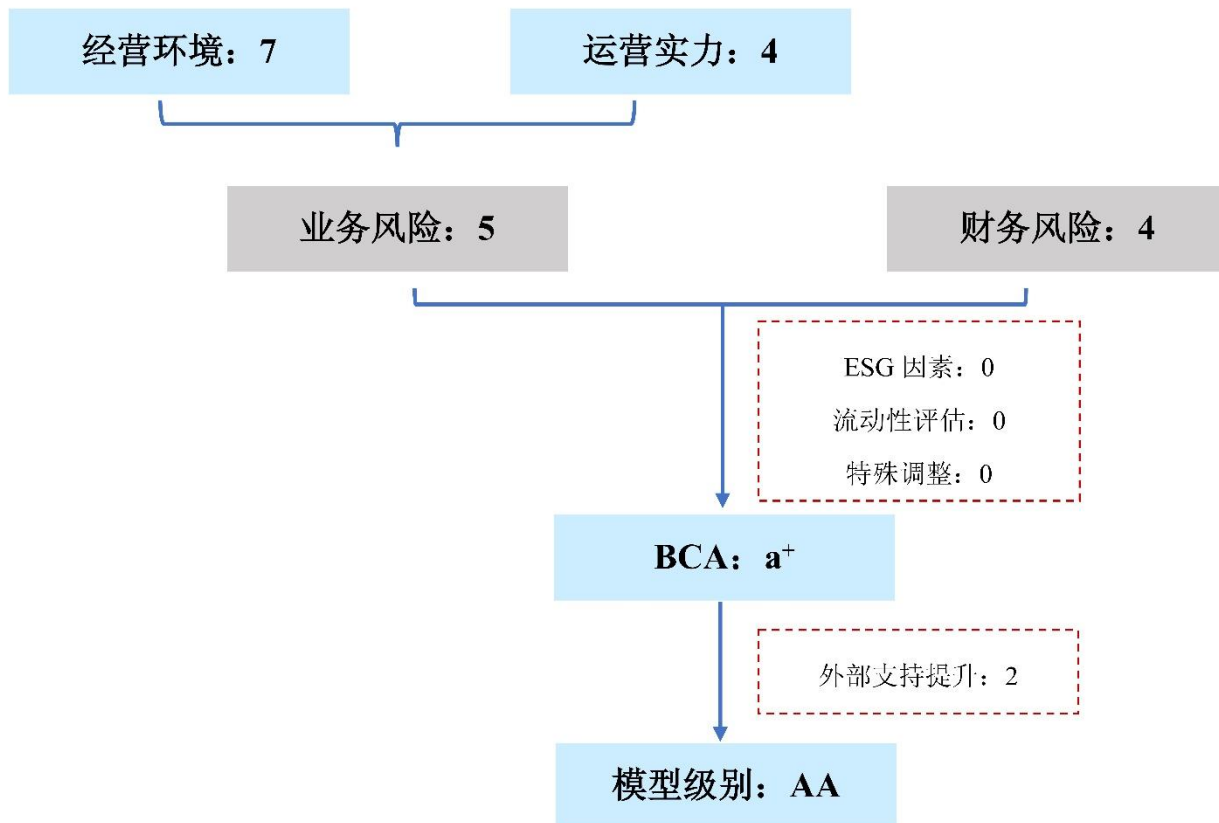 经营环境：7
运营实力：4
业务风险：5
财务风险：4
ESG 因素：0
流动性评估：0
特殊调整：0
BCA：a⁺
外部支持提升：2
模型级别：AA